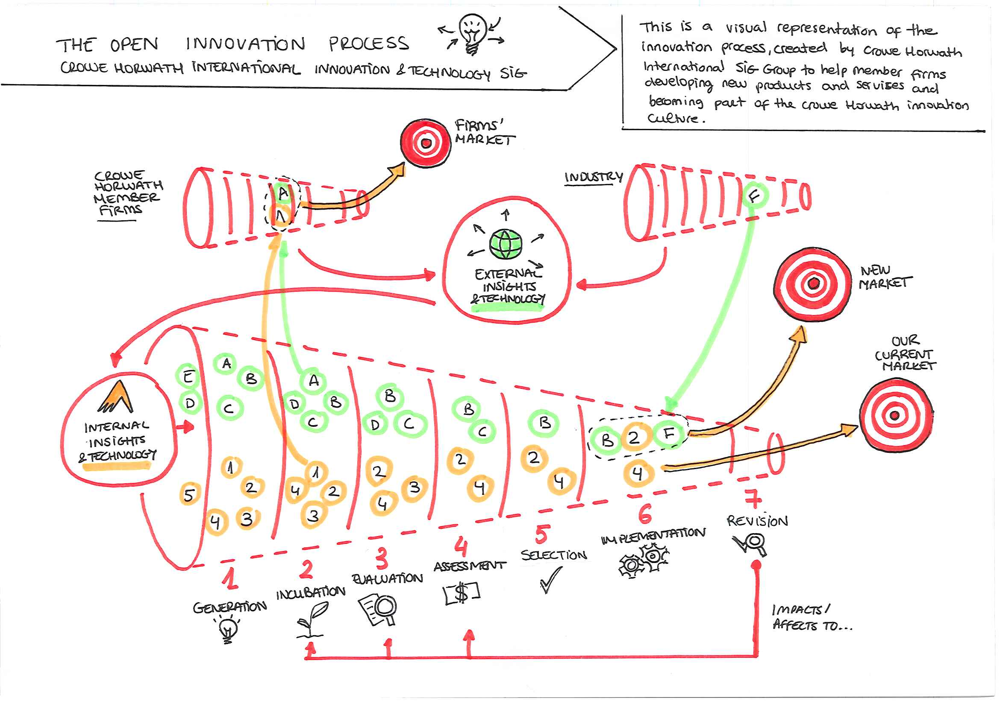 THE OPEN INNOVATION PROCESS
CROWE HORWATH INTERNATIONAL INNOVATION & TECHNOLOGY SIG
This is a visual representation of the
innovation process, created by Crowe Horwath
International SIG Group to help member firms
developing new products and servises and
becoming part of the Crowe Horwath innovation
culture.
FIRMS'
MARKET
CROWE
HORWATH
MEMBER
FIRMS
A
1
INDUSTRY
F
EXTERNAL
INSIGHTS
& TECHNOLOGY
NEW
MARKET
OUR
CURRENT
MARKET
INTERNAL
INSIGHTS
& TECHNOLOGY
E
D
5
A
B
C
1
2
4
3
A
D
B
C
1
4
2
3
B
D
C
2
3
4
B
C
2
4
B
2
4
B 2 F
4
1
GENERATION
2
INCUBATION
3
EVALUATION
4
ASSESSMENT
$
5
SELECTION
6
IMPLEMENTATION
7
REVISION
IMPACTS/
AFFECTS TO...